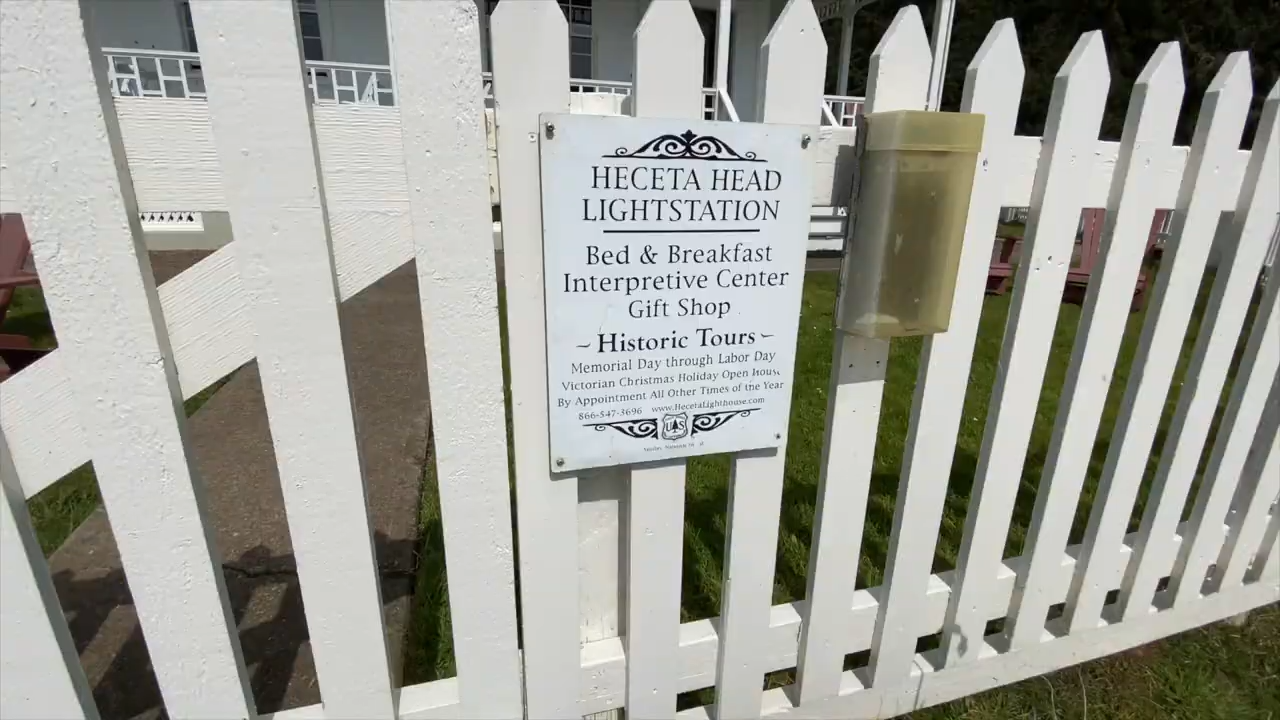 HECETA HEAD
LIGHTSTATION
Bed & Breakfast
Interpretive Center
Gift Shop
~ Historic Tours ~
Memorial Day through Labor Day
Victorian Christmas Holiday Open House
By Appointment All Other Times of the Year
866-547-3696 www.HecetaLighthouse.com
U S